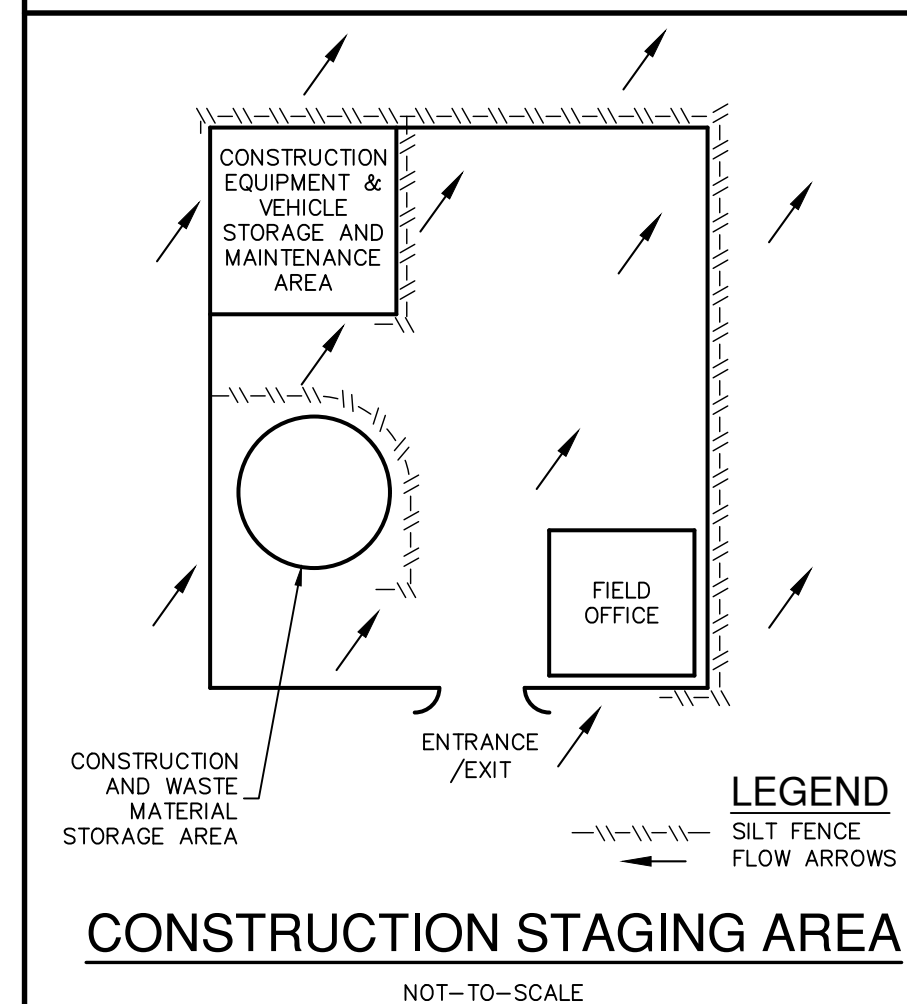 CONSTRUCTION
EQUIPMENT &
VEHICLE
STORAGE AND
MAINTENANCE
AREA
FIELD
OFFICE
ENTRANCE
/EXIT
CONSTRUCTION
AND WASTE
MATERIAL
STORAGE AREA
LEGEND
SILT FENCE
FLOW ARROWS
CONSTRUCTION STAGING AREA
NOT-TO-SCALE